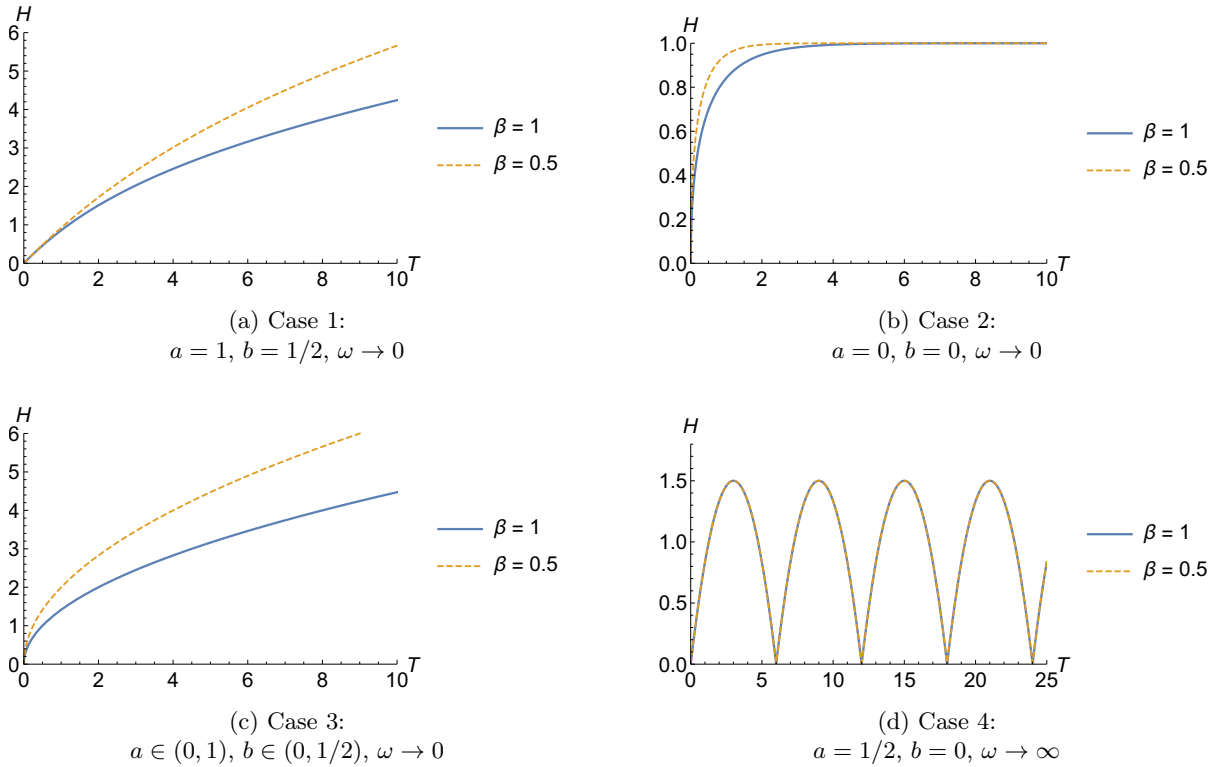 H
6
5
4
3
2
1
0
0 2 4 6 8 10
T
β = 1
β = 0.5
(a) Case 1:
a = 1, b = 1/2, ω → 0
H
1.0
0.8
0.6
0.4
0.2
0.0
0 2 4 6 8 10
T
β = 1
β = 0.5
(b) Case 2:
a = 0, b = 0, ω → 0
H
6
5
4
3
2
1
0
0 2 4 6 8 10
T
β = 1
β = 0.5
(c) Case 3:
a ∈ (0, 1), b ∈ (0, 1/2), ω → 0
H
1.5
1.0
0.5
0.0
0 5 10 15 20 25
T
β = 1
β = 0.5
(d) Case 4:
a = 1/2, b = 0, ω → ∞